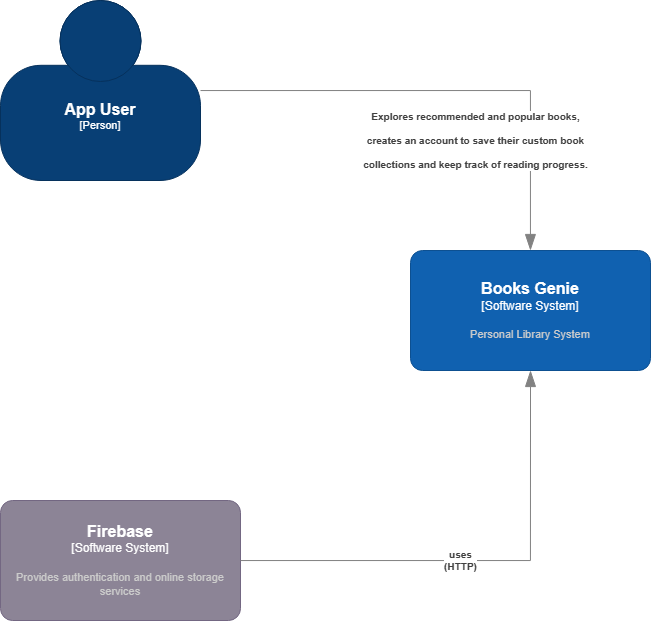 App User
[Person]
Explores recommended and popular books,
creates an account to save their custom book
collections and keep track of reading progress.
Books Genie
[Software System]
Personal Library System
Firebase
[Software System]
Provides authentication and online storage
services
uses
(HTTP)